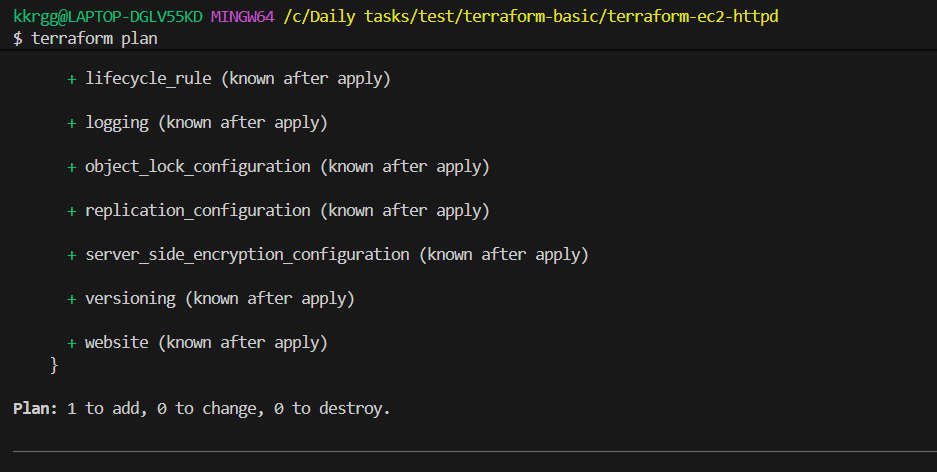 kkrgg@LAPTOP-DGLV55KD MINGW64 /c/Daily tasks/test/terraform-basic/terraform-ec2-httpd
$ terraform plan
+ lifecycle_rule (known after apply)
+ logging (known after apply)
+ object_lock_configuration (known after apply)
+ replication_configuration (known after apply)
+ server_side_encryption_configuration (known after apply)
+ versioning (known after apply)
+ website (known after apply)
}
Plan: 1 to add, 0 to change, 0 to destroy.